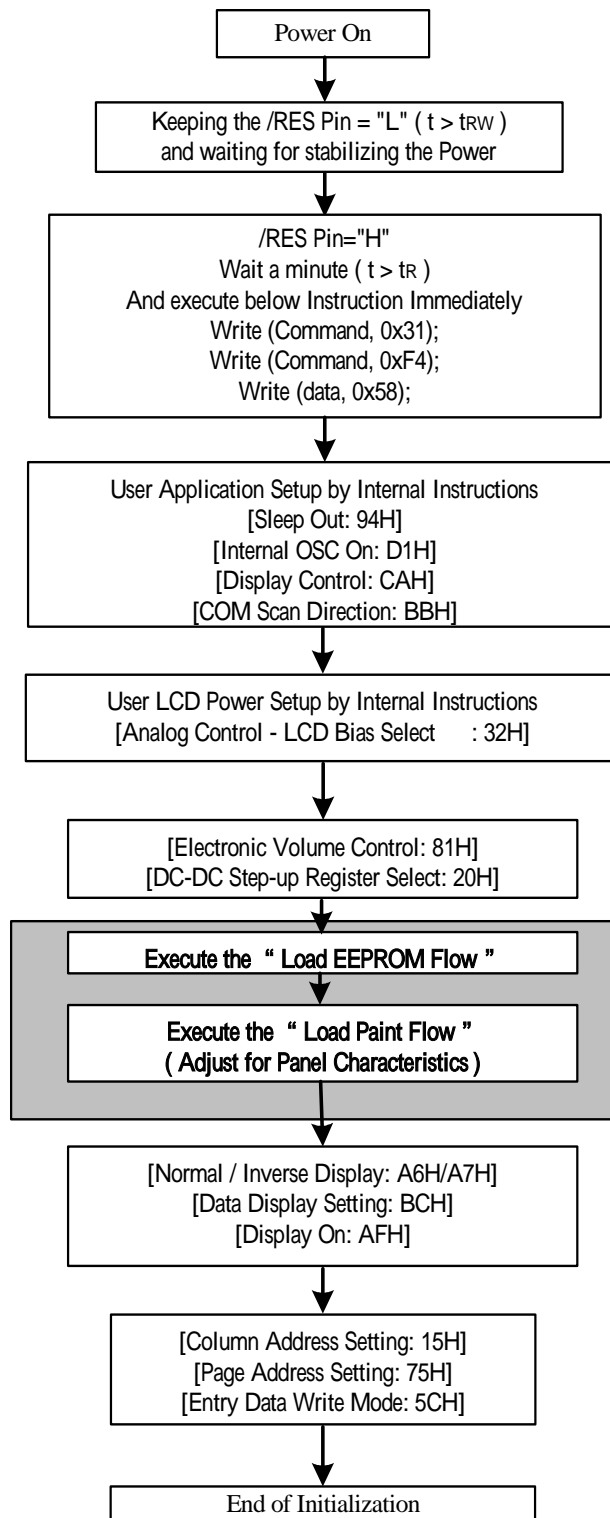 Power On
Keeping the /RES Pin = "L" ( t > tRW )
and waiting for stabilizing the Power
/RES Pin="H"
Wait a minute ( t > tR )
And execute below Instruction Immediately
Write (Command, 0x31);
Write (Command, 0xF4);
Write (data, 0x58);
User Application Setup by Internal Instructions
[Sleep Out: 94H]
[Internal OSC On: D1H]
[Display Control: CAH]
[COM Scan Direction: BBH]
User LCD Power Setup by Internal Instructions
[Analog Control - LCD Bias Select : 32H]
[Electronic Volume Control: 81H]
[DC-DC Step-up Register Select: 20H]
Execute the “ Load EEPROM Flow ”
Execute the “ Load Paint Flow ”
( Adjust for Panel Characteristics )
[Normal / Inverse Display: A6H/A7H]
[Data Display Setting: BCH]
[Display On: AFH]
[Column Address Setting: 15H]
[Page Address Setting: 75H]
[Entry Data Write Mode: 5CH]
End of Initialization